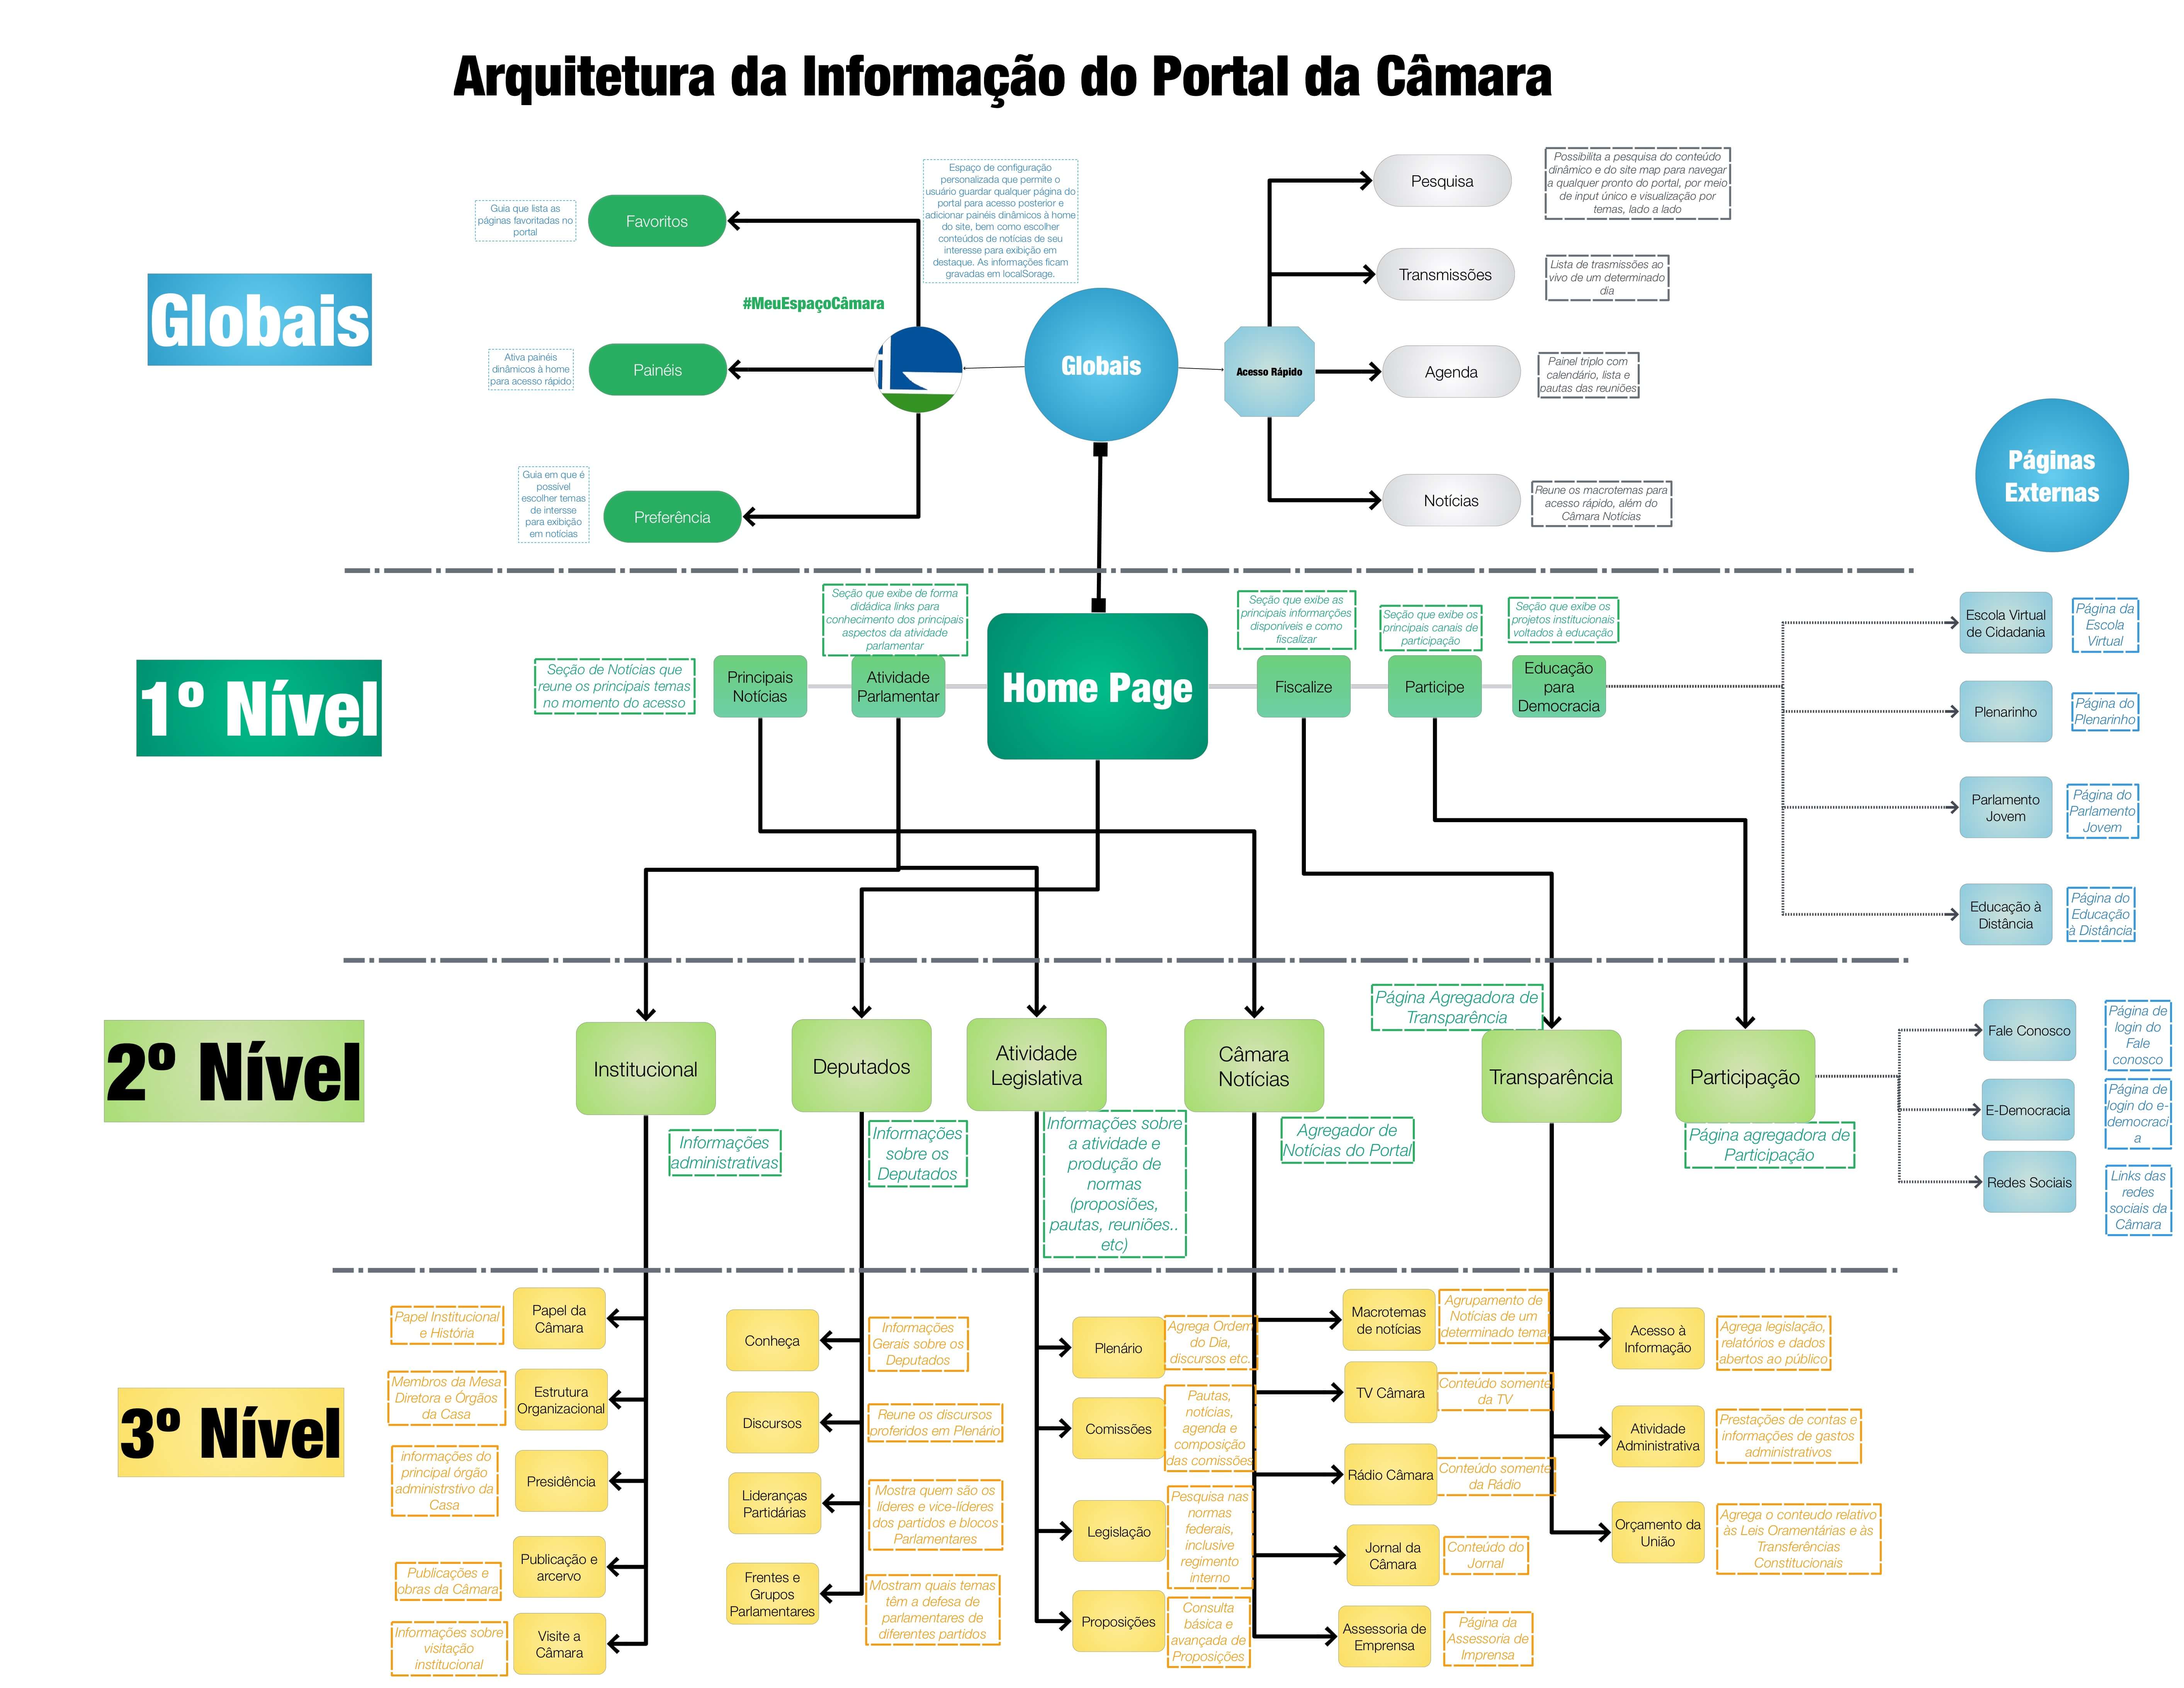 Arquitetura da Informação do Portal da Câmara
Globais
Guia que lista as
páginas favoritadas no
portal
Favoritos
Espaço de configuração
personalizada que permite o
usuário guardar qualquer página do
portal para acesso posterior e
adicionar painéis dinâmicos à home
do site, bem como escolher
conteúdos de notícias de seu
interesse para exibição em
destaque. As informações ficam
gravadas em localSorage.
#MeuEspaçoCâmara
Ativa painéis
dinâmicos à home
para acesso rápido
Painéis
Guia em que é
possível
escolher temas
de intersse
para exibição
em notícias
Preferência
Globais
Acesso Rápido
Pesquisa
Possibilita a pesquisa do conteúdo
dinâmico e do site map para navegar
a qualquer pronto do portal, por meio
de input único e visualização por
temas, lado a lado
Transmissões
Lista de trasmissões ao
vivo de um determinado
dia
Agenda
Painel triplo com
calendário, lista e
pautas das reuniões
Notícias
Reune os macrotemas para
acesso rápido, além do
Câmara Notícias
Páginas
Externas
1º Nível
Seção de Notícias que
reune os principais temas
no momento do acesso
Principais
Notícias
Seção que exibe de forma
didádica links para
conhecimento dos principais
aspectos da atividade
parlamentar
Atividade
Parlamentar
Home Page
Seção que exibe as
principais informarções
disponíveis e como
fiscalizar
Fiscalize
Seção que exibe os
principais canais de
participação
Participe
Seção que exibe os
projetos institucionais
voltados à educação
Educação
para
Democracia
Escola Virtual
de Cidadania
Página da
Escola
Virtual
Plenarinho
Página do
Plenarinho
Parlamento
Jovem
Página do
Parlamento
Jovem
Educação à
Distância
Página do
Educação
à Distância
2º Nível
Institucional
Informações
administrativas
Deputados
Informações
sobre os
Deputados
Atividade
Legislativa
Informações sobre
a atividade e
produção de
normas
(proposiões,
pautas, reuniões..
etc)
Câmara
Notícias
Agregador de
Notícias do Portal
Página Agregadora de
Transparência
Transparência
Participação
Página agregadora de
Participação
Fale Conosco
Página de
login do
Fale
conosco
E-Democracia
Página de
login do e-
democraci
a
Redes Sociais
Links das
redes
sociais da
Câmara
3º Nível
Papel Institucional
e História
Papel da
Câmara
Membros da Mesa
Diretora e Órgãos
da Casa
Estrutura
Organizacional
informações do
principal órgão
administrstivo da
Casa
Presidência
Publicações e
obras da Câmara
Publicação e
arcervo
Informações sobre
visitação
institucional
Visite a
Câmara
Conheça
Informações
Gerais sobre os
Deputados
Discursos
Reune os discursos
proferidos em Plenário
Lideranças
Partidárias
Mostra quem são os
líderes e vice-líderes
dos partidos e blocos
Parlamentares
Frentes e
Grupos
Parlamentares
Mostram quais temas
têm a defesa de
parlamentares de
diferentes partidos
Plenário
Agrega Ordem
do Dia,
discursos etc.
Comissões
Pautas,
notícias,
agenda e
composição
das comissões
Legislação
Pesquisa nas
normas
federais,
inclusive
regimento
interno
Proposições
Consulta
básica e
avançada de
Proposições
Macrotemas
de notícias
Agrupamento de
Notícias de um
determinado tema
TV Câmara
Conteúdo somente
da TV
Rádio Câmara
Conteúdo somente
da Rádio
Jornal da
Câmara
Conteúdo do
Jornal
Assessoria de
Emprensa
Página da
Assessoria de
Imprensa
Acesso à
Informação
Agrega legislação,
relatórios e dados
abertos ao público
Atividade
Administrativa
Prestações de contas e
informações de gastos
administrativos
Orçamento da
União
Agrega o conteudo relativo
às Leis Oramentárias e às
Transferências
Constitucionais